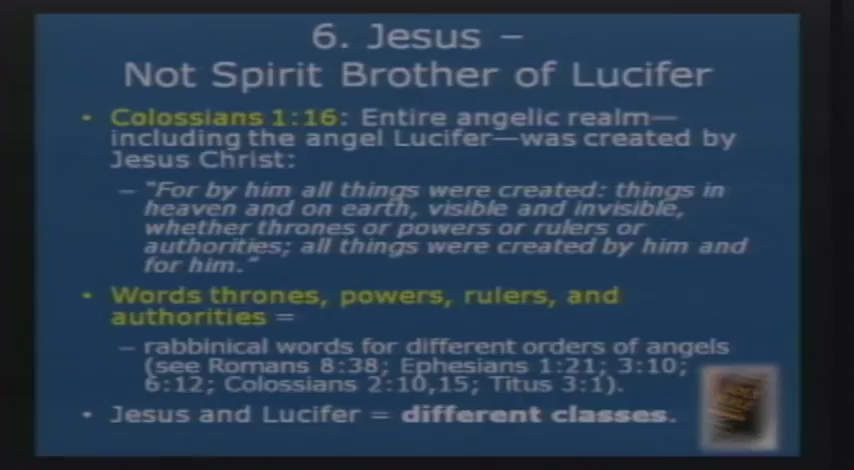 6. Jesus –
Not Spirit Brother of Lucifer
• Colossians 1:16: Entire angelic realm—
including the angel Lucifer—was created by
Jesus Christ:
– "For by him all things were created: things in
heaven and on earth, visible and invisible,
whether thrones or powers or rulers or
authorities; all things were created by him and
for him."
• Words thrones, powers, rulers, and
authorities =
– rabbinical words for different orders of angels
(see Romans 8:38; Ephesians 1:21; 3:10;
6:12; Colossians 2:10,15; Titus 3:1).
• Jesus and Lucifer = different classes.